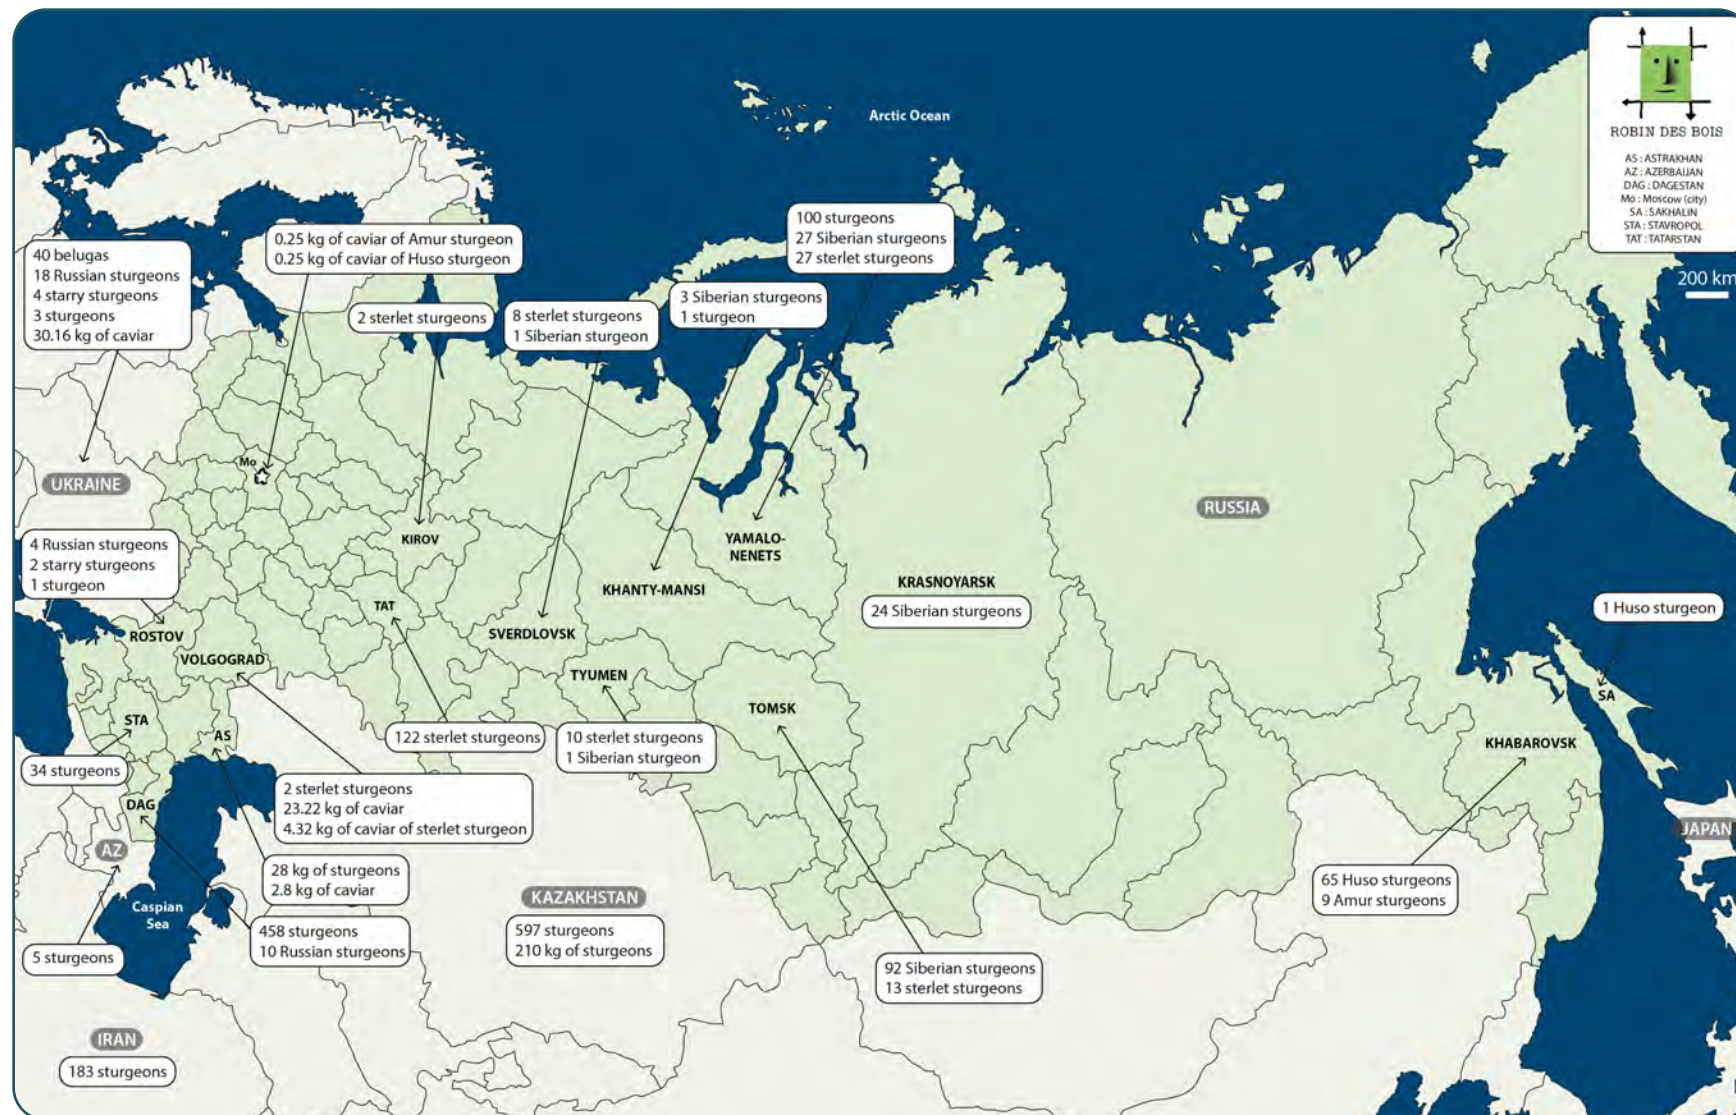 Arctic Ocean
ROBIN DES BOIS
AS : ASTRAKHAN
AZ : AZERBAIJAN
DAG : DAGESTAN
Mo : Moscow (city)
SA : SAKHALIN
STA : STAVROPOL
TAT : TATARSTAN
200 km
40 belugas
18 Russian sturgeons
4 starry sturgeons
3 sturgeons
30.16 kg of caviar
0.25 kg of caviar of Amur sturgeon
0.25 kg of caviar of Huso sturgeon
2 sterlet sturgeons
8 sterlet sturgeons
1 Siberian sturgeon
3 Siberian sturgeons
1 sturgeon
100 sturgeons
27 Siberian sturgeons
27 sterlet sturgeons
Mo
UKRAINE
RUSSIA
4 Russian sturgeons
2 starry sturgeons
1 sturgeon
KIROV
YAMALO-
NENETS
KHANTY-MANSI
KRASNOYARSK
24 Siberian sturgeons
TAT
ROSTOV
SVERDLOVSK
1 Huso sturgeon
VOLGOGRAD
TYUMEN
SA
STA
AS
TOMSK
KHABAROVSK
34 sturgeons
122 sterlet sturgeons
10 sterlet sturgeons
1 Siberian sturgeon
DAG
2 sterlet sturgeons
23.22 kg of caviar
4.32 kg of caviar of sterlet sturgeon
JAPAN
AZ
28 kg of sturgeons
2.8 kg of caviar
65 Huso sturgeons
9 Amur sturgeons
Caspian
Sea
KAZAKHSTAN
597 sturgeons
210 kg of sturgeons
458 sturgeons
10 Russian sturgeons
5 sturgeons
92 Siberian sturgeons
13 sterlet sturgeons
IRAN
183 sturgeons